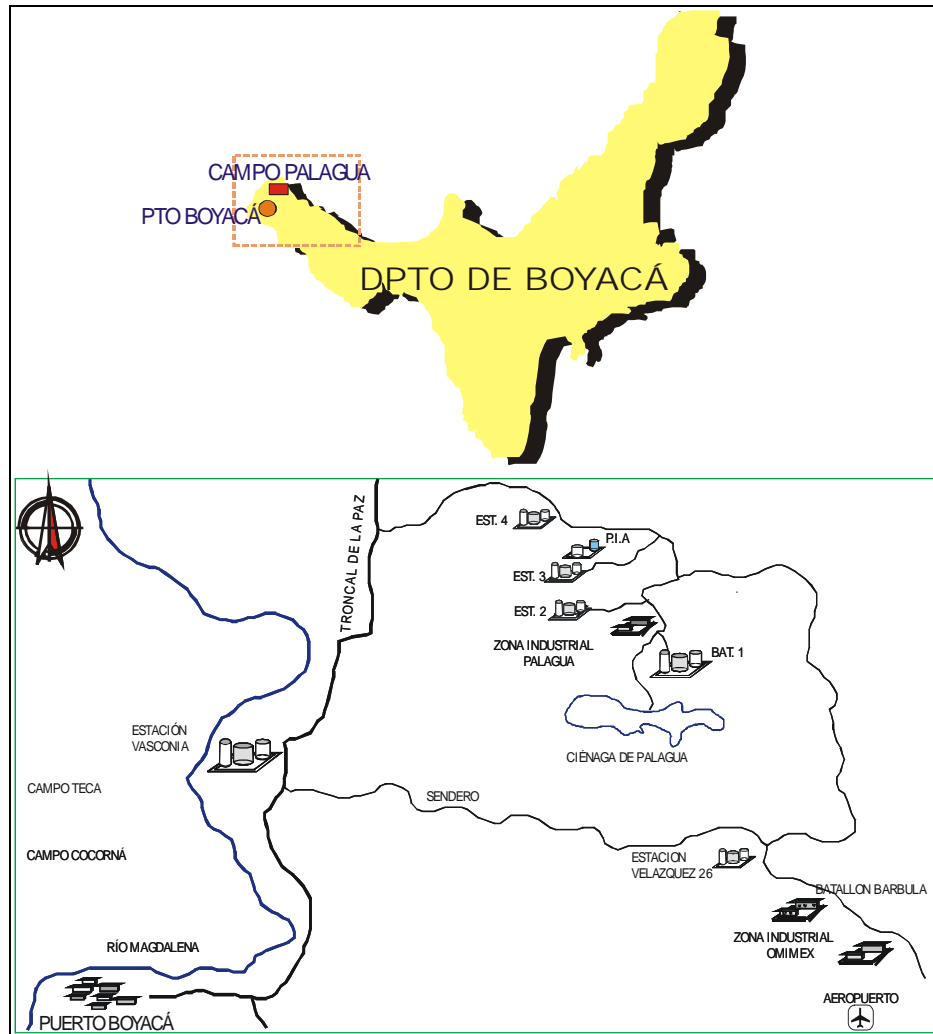 CAMPO PALAGUA
PTO BOYACÁ
DPTO DE BOYACÁ
TRONCAL DE LA PAZ
EST. 4
P.I.A
EST. 3
EST. 2
ZONA INDUSTRIAL
PALAGUA
BAT. 1
ESTACIÓN
VASCONIA
CIÉNAGA DE PALAGUA
CAMPO TECA
SENDERO
CAMPO COCORNÁ
ESTACION
VELAZQUEZ 26
BATALLON BARBULA
RÍO MAGDALENA
ZONA INDUSTRIAL
OMIMEX
PUERTO BOYACÁ
AEROPUERTO